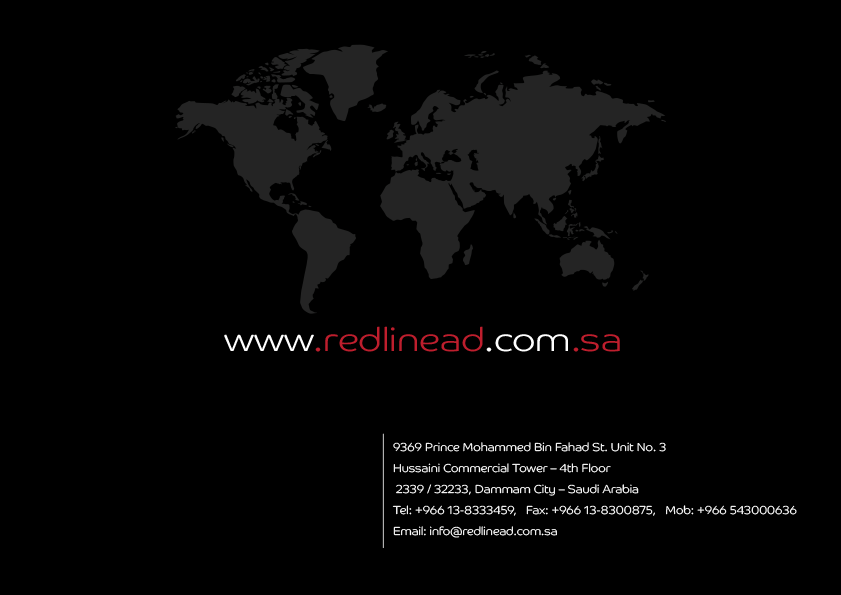 www.redlinead.com.sa
9369 Prince Mohammed Bin Fahad St. Unit No. 3
Hussaini Commercial Tower – 4th Floor
2339 / 32233, Dammam City – Saudi Arabia
Tel: +966 13-8333459,   Fax: +966 13-8300875,   Mob: +966 543000636
Email: info@redlinead.com.sa